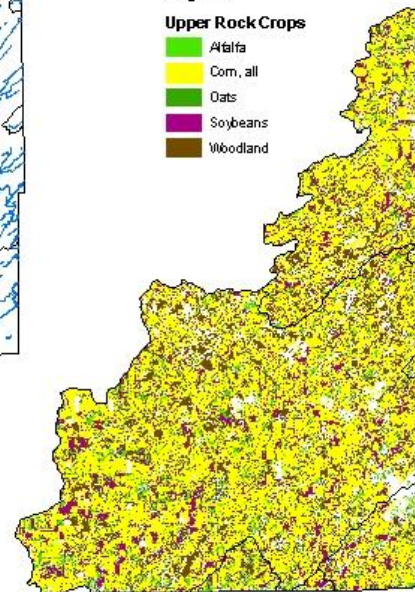 Upper Rock Crops
Alfalfa
Corn, all
Oats
Soybeans
Woodland